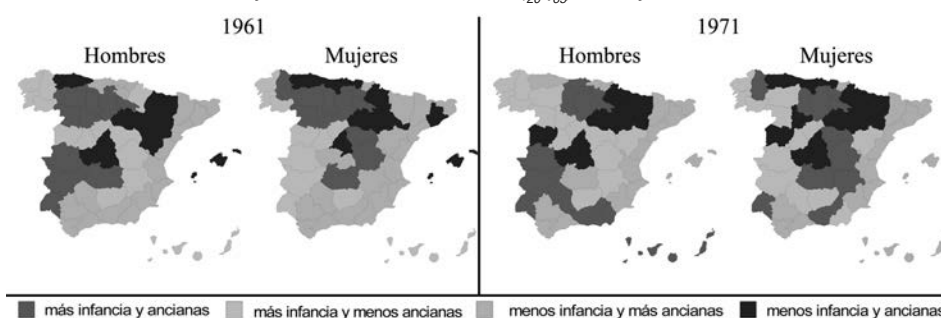 1961
1971
Hombres
Mujeres
Hombres
Mujeres
más infancia y ancianas
más infancia y menos ancianas
menos infancia y más ancianas
menos infancia y ancianas